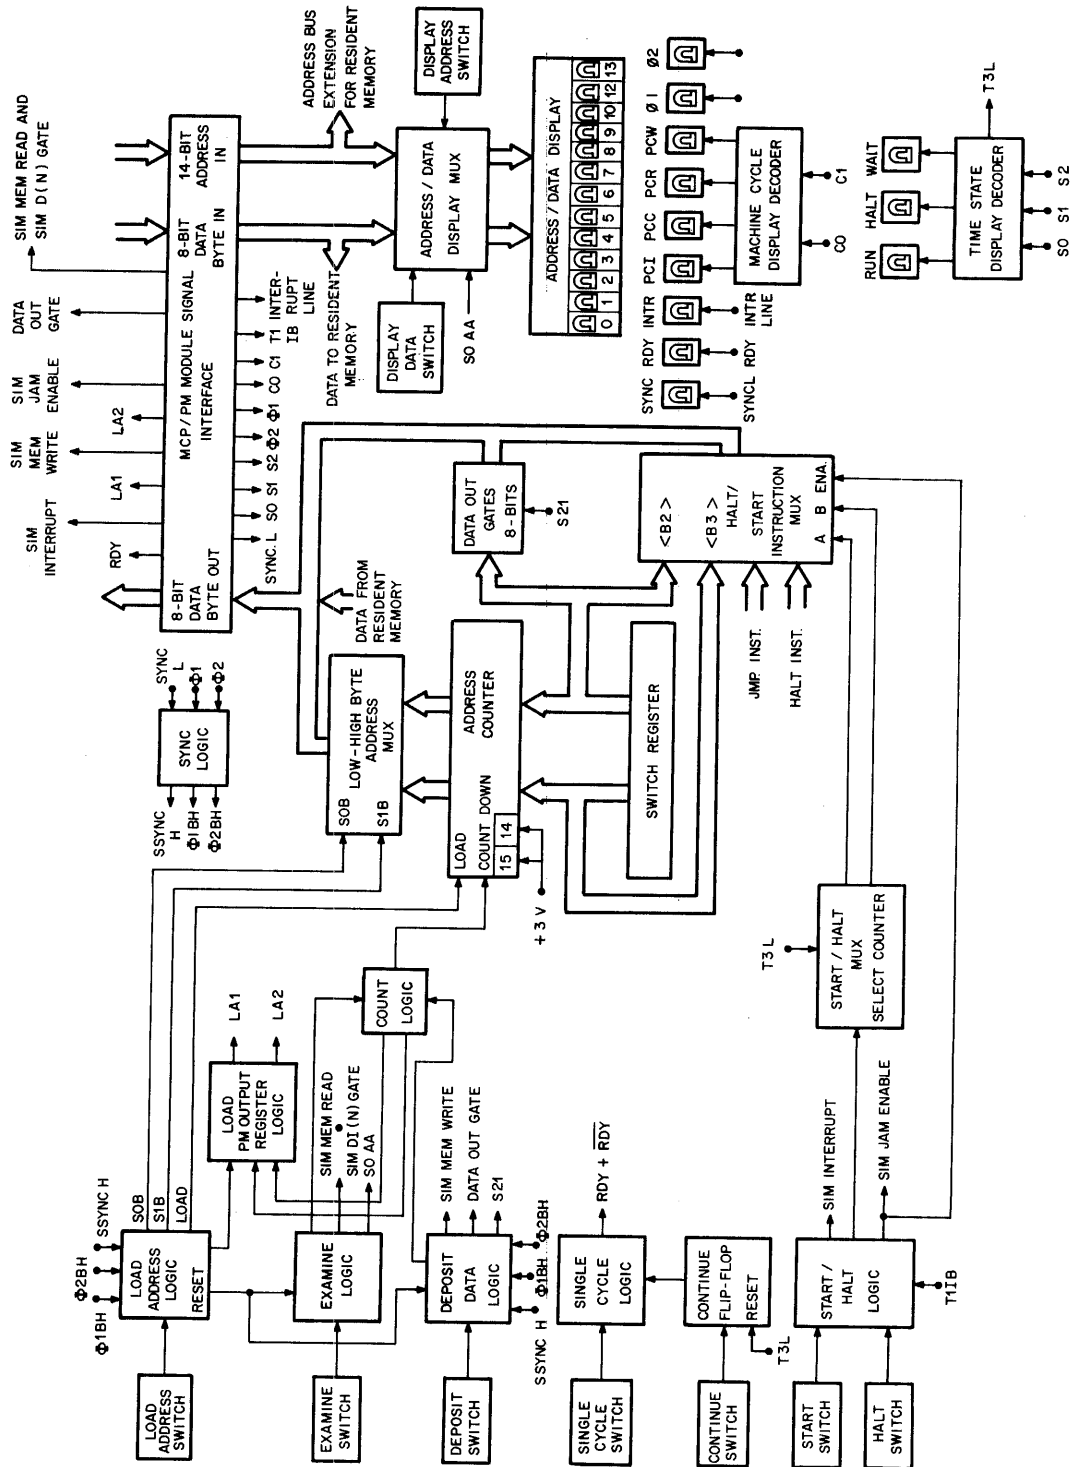 LOAD
ADDRESS
SWITCH
Φ1BH
Φ2BH
SSYNC H
LOAD
ADDRESS
LOGIC
RESET
SOB
S1B
LOAD
LOAD
PM OUTPUT
REGISTER
LOGIC
LA1
LA2
EXAMINE
SWITCH
EXAMINE
LOGIC
SIM MEM READ
SIM DI (N) GATE
SO AA
COUNT
LOGIC
DEPOSIT
SWITCH
DEPOSIT
DATA
LOGIC
SIM MEM WRITE
DATA OUT GATE
S21
SSYNC H
Φ1BH
Φ2BH
SINGLE
CYCLE
SWITCH
SINGLE
CYCLE
LOGIC
RDY + RDY
CONTINUE
SWITCH
CONTINUE
FLIP-FLOP
RESET
T3L
START
SWITCH
HALT
SWITCH
START/
HALT
LOGIC
T1IB
SIM INTERRUPT
SIM JAM ENABLE
START / HALT
MUX
SELECT COUNTER
T3L
SYNC
LOGIC
SYNC
L
Φ1
Φ2
SSYNC
H
Φ1BH
Φ2BH
SOB
S1B
LOW-HIGH BYTE
ADDRESS
MUX
DATA FROM
RESIDENT
MEMORY
LOAD
COUNT DOWN
15 14
ADDRESS
COUNTER
+3V
SWITCH REGISTER
DATA OUT
GATES
8-BITS
S21
<B2>
<B3>
HALT/
START
INSTRUCTION
MUX
A B ENA.
JMP INST.
HALT INST.
8-BIT
DATA
BYTE OUT
MCP/PM MODULE SIGNAL
INTERFACE
8-BIT
DATA
BYTE IN
14-BIT
ADDRESS
IN
RDY
SIM
INTERRUPT
LA1
SIM
MEM
WRITE
LA2
SIM
JAM
ENABLE
DATA
OUT
GATE
SIM MEM READ AND
SIM D(N) GATE
SYNC. L
SO
S1
S2
Φ2
Φ1
CO
C1
T1
IB
INTER-
RUPT
LINE
DATA TO RESIDENT
MEMORY
ADDRESS BUS
EXTENSION
FOR RESIDENT
MEMORY
DISPLAY
DATA
SWITCH
SO AA
ADDRESS / DATA
DISPLAY MUX
DISPLAY
ADDRESS
SWITCH
ADDRESS / DATA DISPLAY
0 1 2 3 4 5 6 7 8 9 10 12 13
SYNC RDY INTR PCI PCC PCR PCW Ø1 Ø2
SYNCL RDY INTR
LINE
MACHINE CYCLE
DISPLAY DECODER
CO C1
RUN HALT WAIT
TIME STATE
DISPLAY DECODER
T3L
SO S1 S2